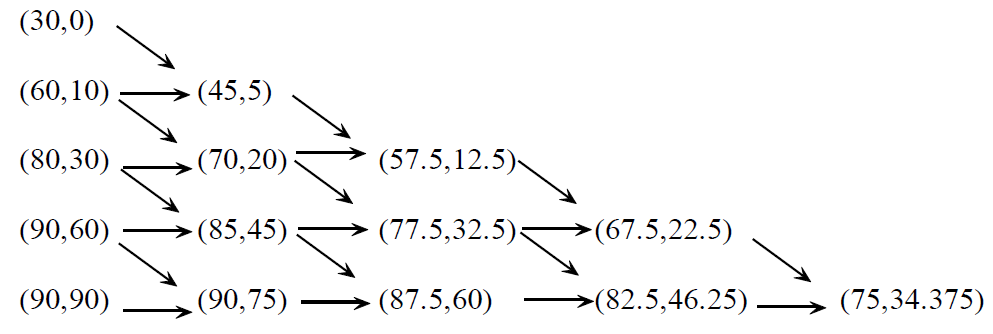 (30,0)
(60,10) (45,5)
(80,30) (70,20) (57.5,12.5)
(90,60) (85,45) (77.5,32.5) (67.5,22.5)
(90,90) (90,75) (87.5,60) (82.5,46.25) (75,34.375)